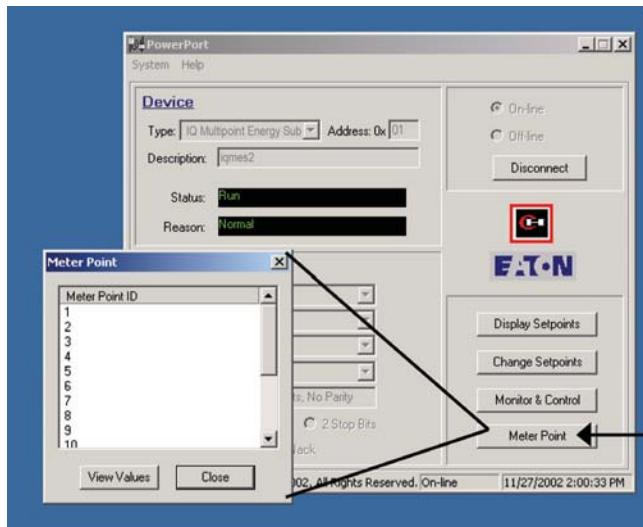 PowerPort
System Help
Device
Type: IQ Multipoint Energy Sub Address: 0x 01
Description: iqmes2
Status: Run
Reason: Normal
On-line
Off-line
Disconnect
EATON
Display Setpoints
Change Setpoints
Monitor & Control
Meter Point
Meter Point
Meter Point ID
1
2
3
4
5
6
7
8
9
10
View Values Close
No Parity
2 Stop Bits
2002, All Rights Reserved. On-line 11/27/2002 2:00:33 PM